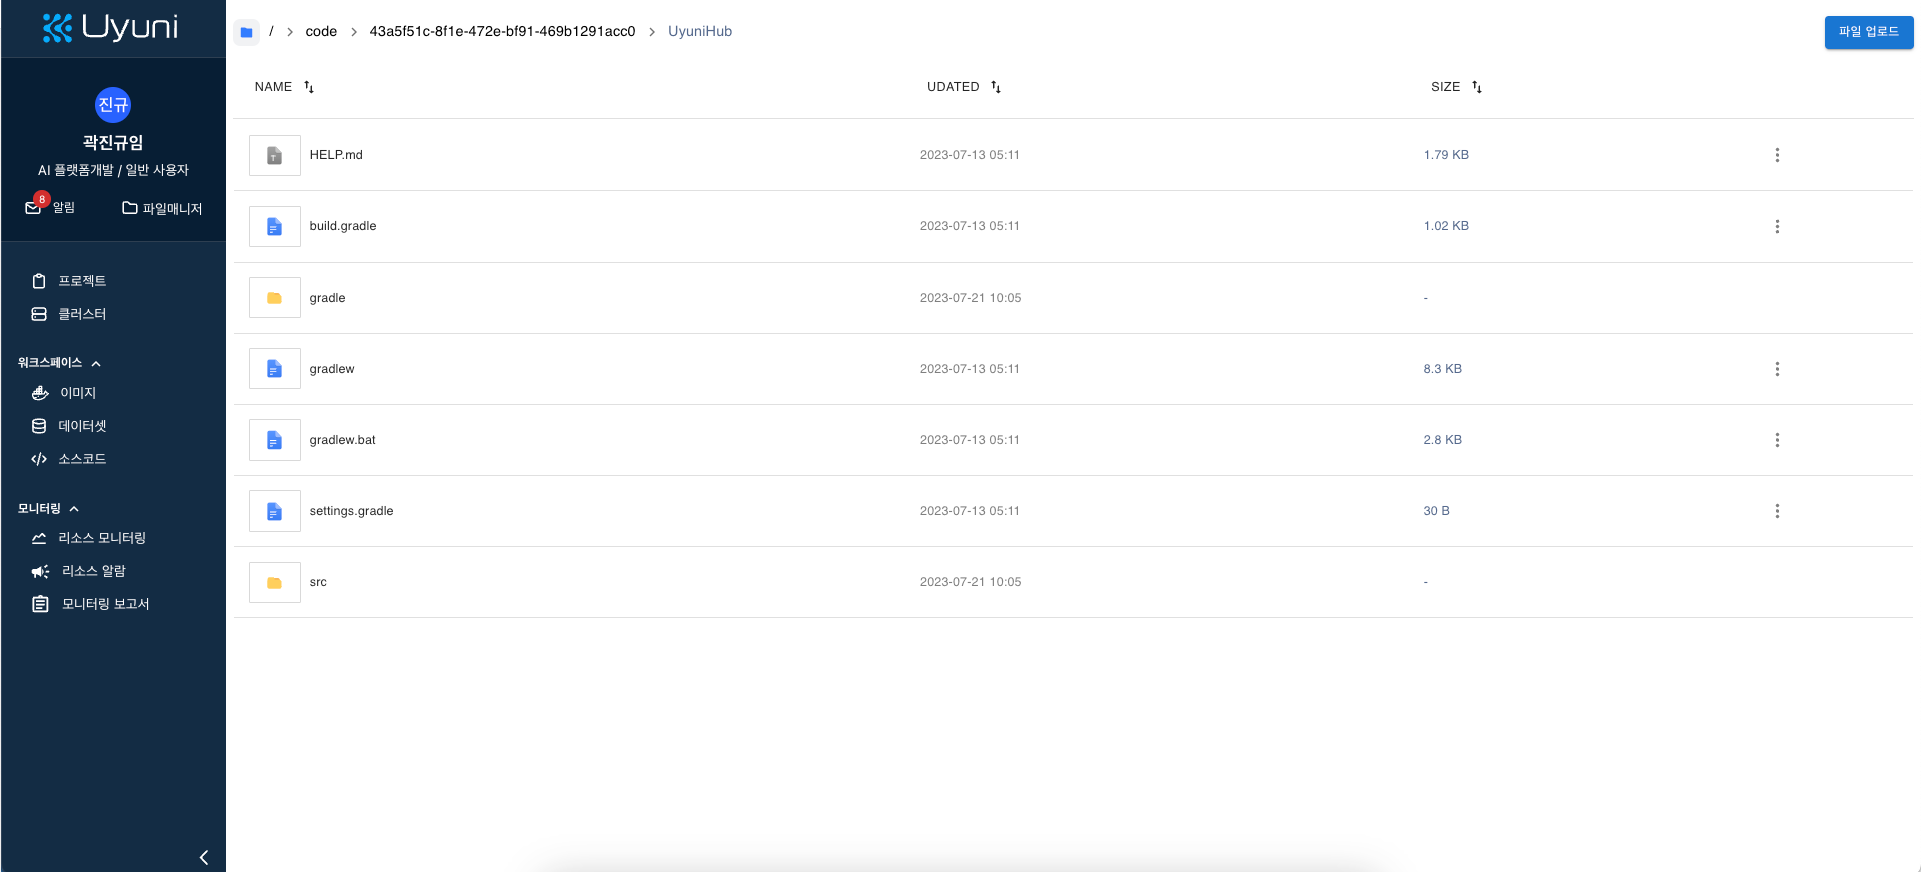 Uyuni
진규
곽진규임
AI 플랫폼개발 / 일반 사용자
8
알림
파일매니저
프로젝트
클러스터
워크스페이스
이미지
데이터셋
소스코드
모니터링
리소스 모니터링
리소스 알람
모니터링 보고서
/ > code > 43a5f51c-8f1e-472e-bf91-469b1291acc0 > UyuniHub
파일 업로드
NAME UDATED SIZE
T
HELP.md 2023-07-13 05:11 1.79 KB
build.gradle 2023-07-13 05:11 1.02 KB
gradle 2023-07-21 10:05 -
gradlew 2023-07-13 05:11 8.3 KB
gradlew.bat 2023-07-13 05:11 2.8 KB
settings.gradle 2023-07-13 05:11 30 B
src 2023-07-21 10:05 -